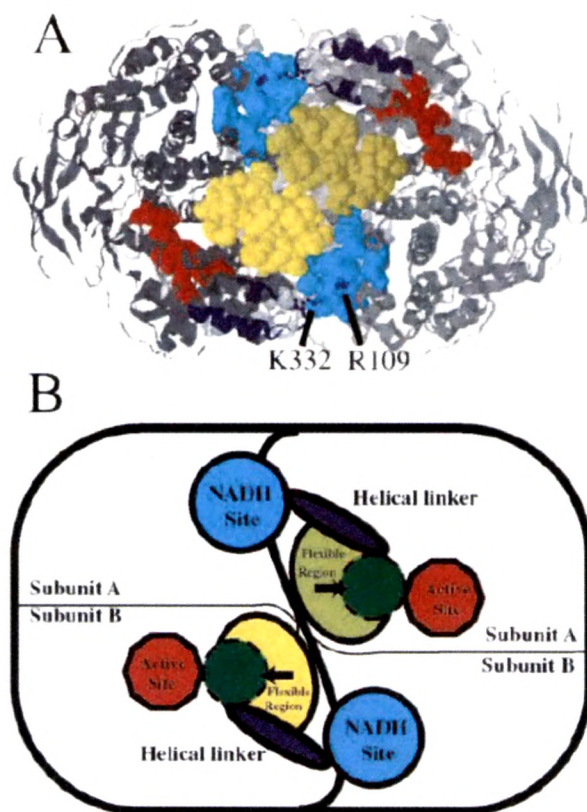 A
K332 R109
B
NADH
Site
Helical linker
Flexible
Region
Active
Site
Subunit A
Subunit B
Subunit A
Subunit B
Active
Site
Flexible
Region
Helical linker
NADH
Site